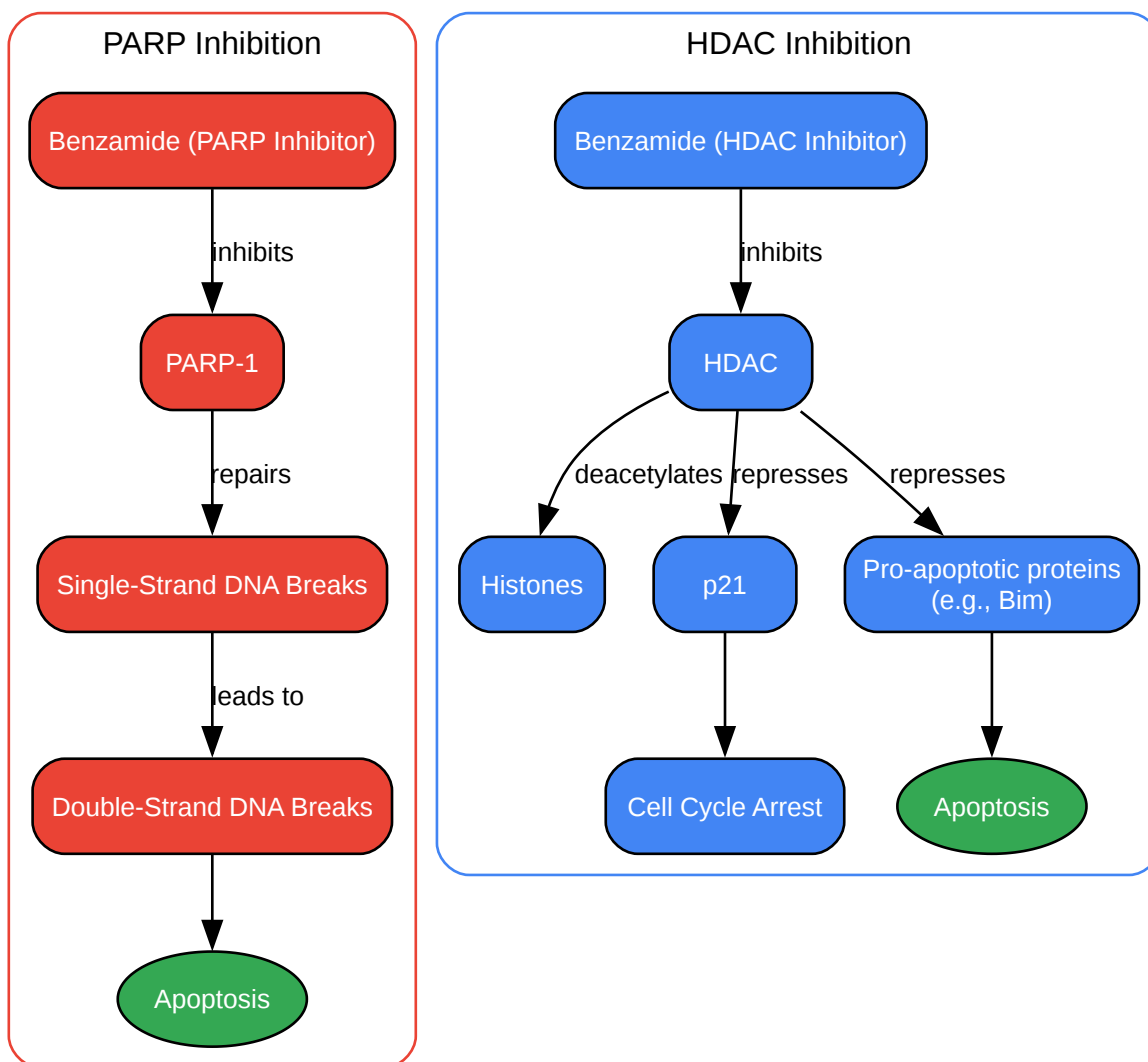 PARP Inhibition
Benzamide (PARP Inhibitor)
inhibits
PARP-1
repairs
Single-Strand DNA Breaks
leads to
Double-Strand DNA Breaks
Apoptosis
HDAC Inhibition
Benzamide (HDAC Inhibitor)
inhibits
HDAC
deacetylates
represses
represses
Histones
p21
Pro-apoptotic proteins
(e.g., Bim)
Cell Cycle Arrest
Apoptosis